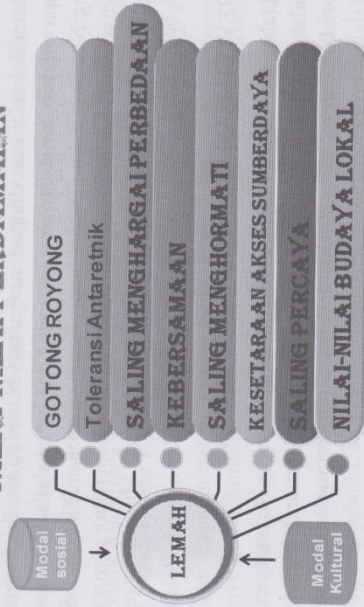 Modal
sosial
LEMAH
Modal
Kultural
GOTONG ROYONG
Toleransi Antaretnik
SALING MENGHARGAI PERBEDAAN
KEBERSAMAAN
SALING MENGHORMATI
KESETARAAN AKSES SUMBERDAYA
SALING PERCAYA
NILAI-NILAI BUDAYA LOKAL